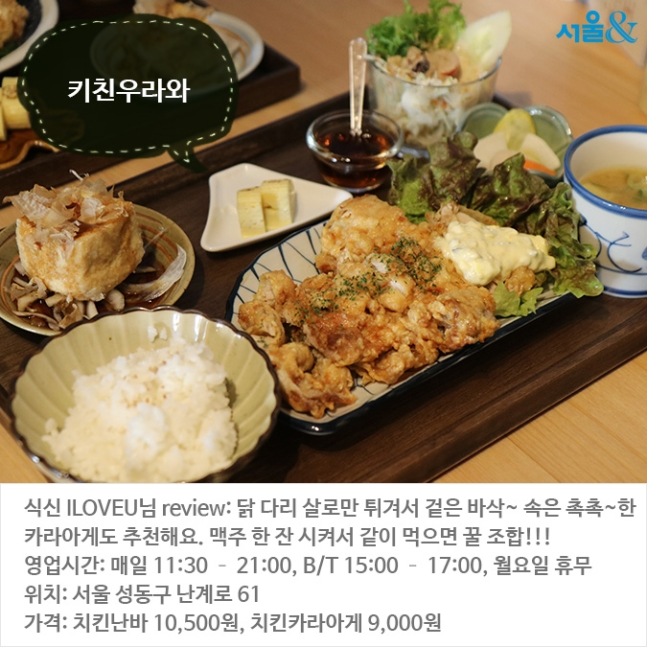 서울&
키친우라와
식신 ILOVEU님 review: 닭 다리 살로만 튀겨서 겉은 바삭~ 속은 촉촉~한
카라아게도 추천해요. 맥주 한 잔 시켜서 같이 먹으면 꿀 조합!!!
영업시간: 매일 11:30 - 21:00, B/T 15:00 - 17:00, 월요일 휴무
위치: 서울 성동구 난계로 61
가격: 치킨난바 10,500원, 치킨카라아게 9,000원